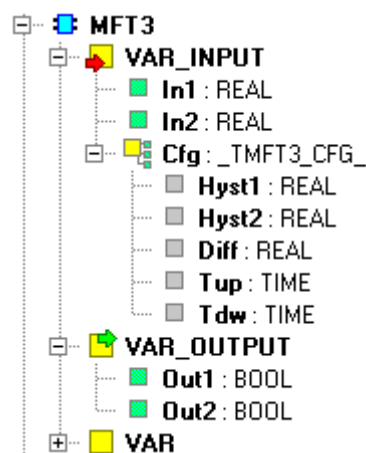 MFT3
VAR_INPUT
In1 : REAL
In2 : REAL
Cfg : _TMFT3_CFG_
Hyst1 : REAL
Hyst2 : REAL
Diff : REAL
Tup : TIME
Tdw : TIME
VAR_OUTPUT
Out1 : BOOL
Out2 : BOOL
VAR